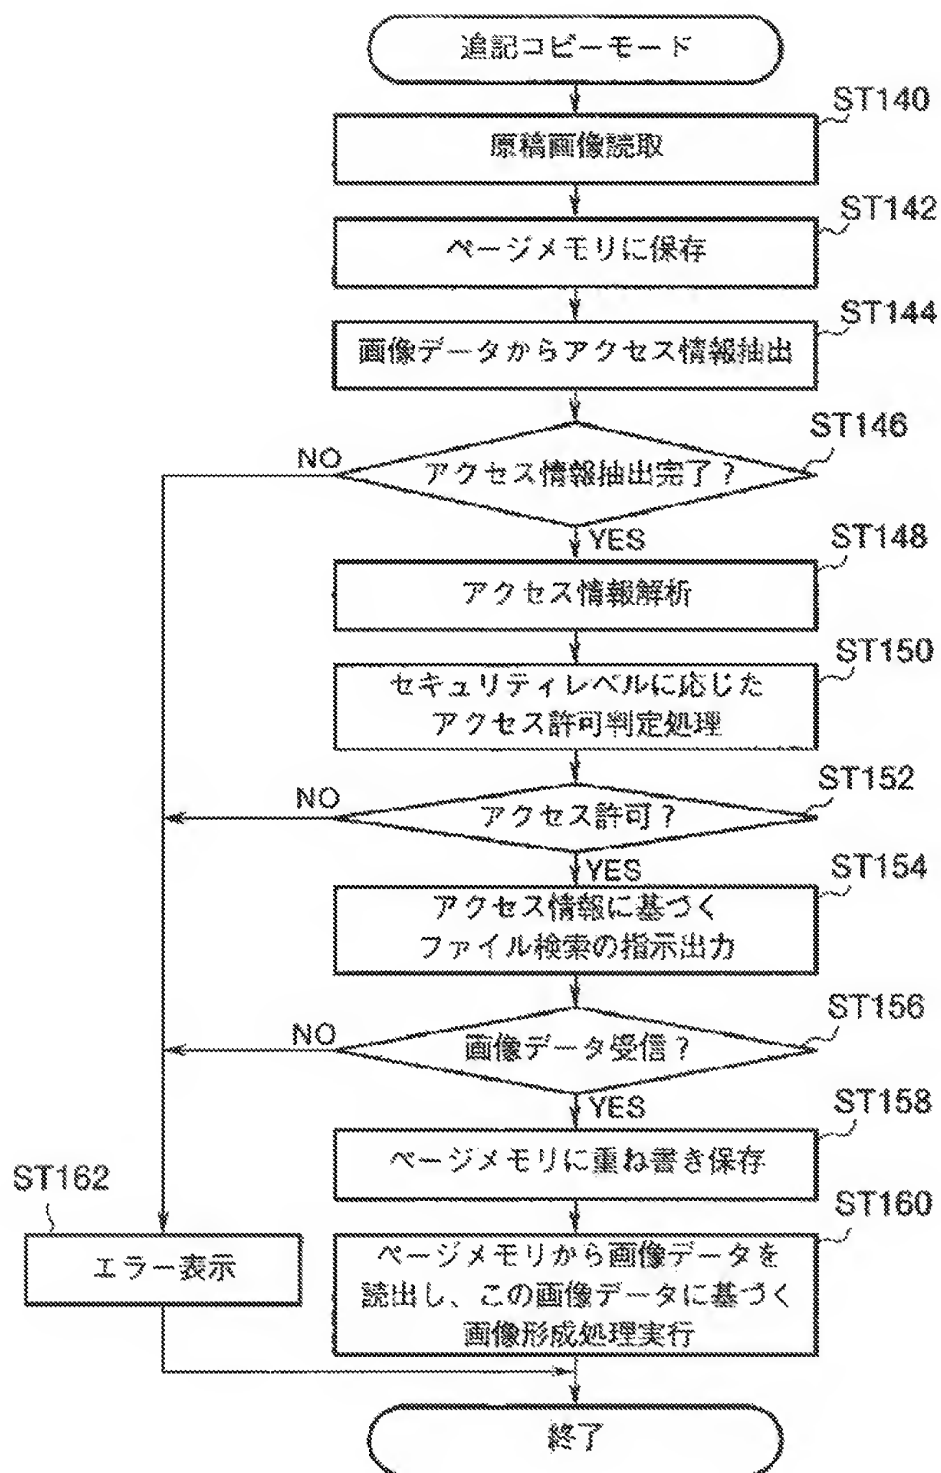 追記コピーモード
ST140
原稿画像読取
ST142
ページメモリに保存
ST144
画像データからアクセス情報抽出
ST146
NO
アクセス情報抽出完了?
YES
ST148
アクセス情報解析
ST150
セキュリティレベルに応じた
アクセス許可判定処理
ST152
NO
アクセス許可?
YES
ST154
アクセス情報に基づく
ファイル検索の指示出力
ST156
NO
画像データ受信?
YES
ST158
ページメモリに重ね書き保存
ST162
ST160
エラー表示
ページメモリから画像データを
読出し、この画像データに基づく
画像形成処理実行
終了